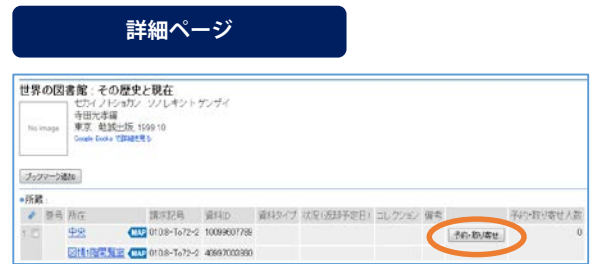 詳細ページ
世界の図書館 : その歴史と現在
セカイ ノ トショカン : ソノ レキシ ト ゲンザイ
寺田光孝編
No image
東京 : 勉誠出版, 1999.10
Google Books で詳細を見る
ブックマーク追加
所蔵:
巻号 所在 請求記号 資料ID 資料タイプ 状況(返却予定日) コレクション 備考 予約・取り寄せ人数
1 中央 MAP 010.8-To72-2 10099607789 予約・取り寄せ 0
図情1階閲覧室 MAP 010.8-To72-2